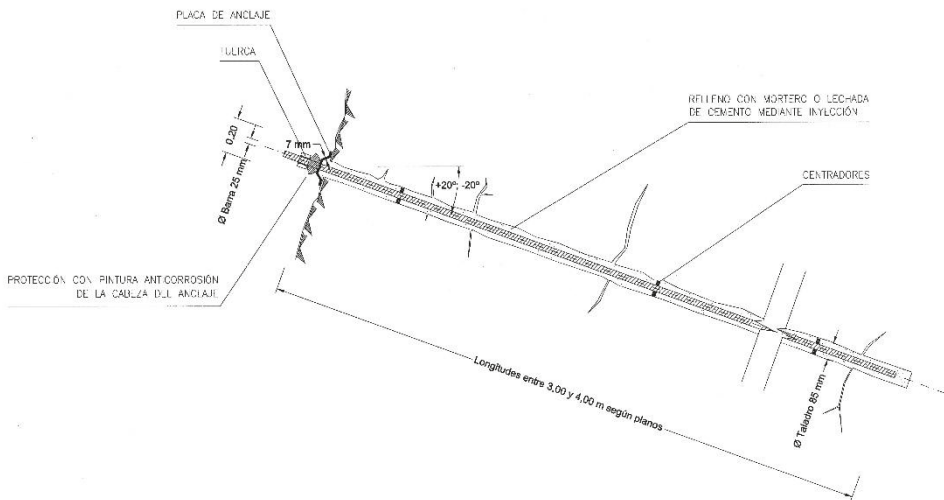 PLACA DE ANCLAJE
TUERCA
RELLENO CON MORTERO O LECHADA
DE CEMENTO MEDIANTE INYECCIÓN
0,20
7 mm
Ø Barra 25 mm
+20º; -20º
CENTRADORES
PROTECCIÓN CON PINTURA ANTICORROSIÓN
DE LA CABEZA DEL ANCLAJE
Longitudes entre 3,00 y 4,00 m según planos
Ø Taladro 85 mm